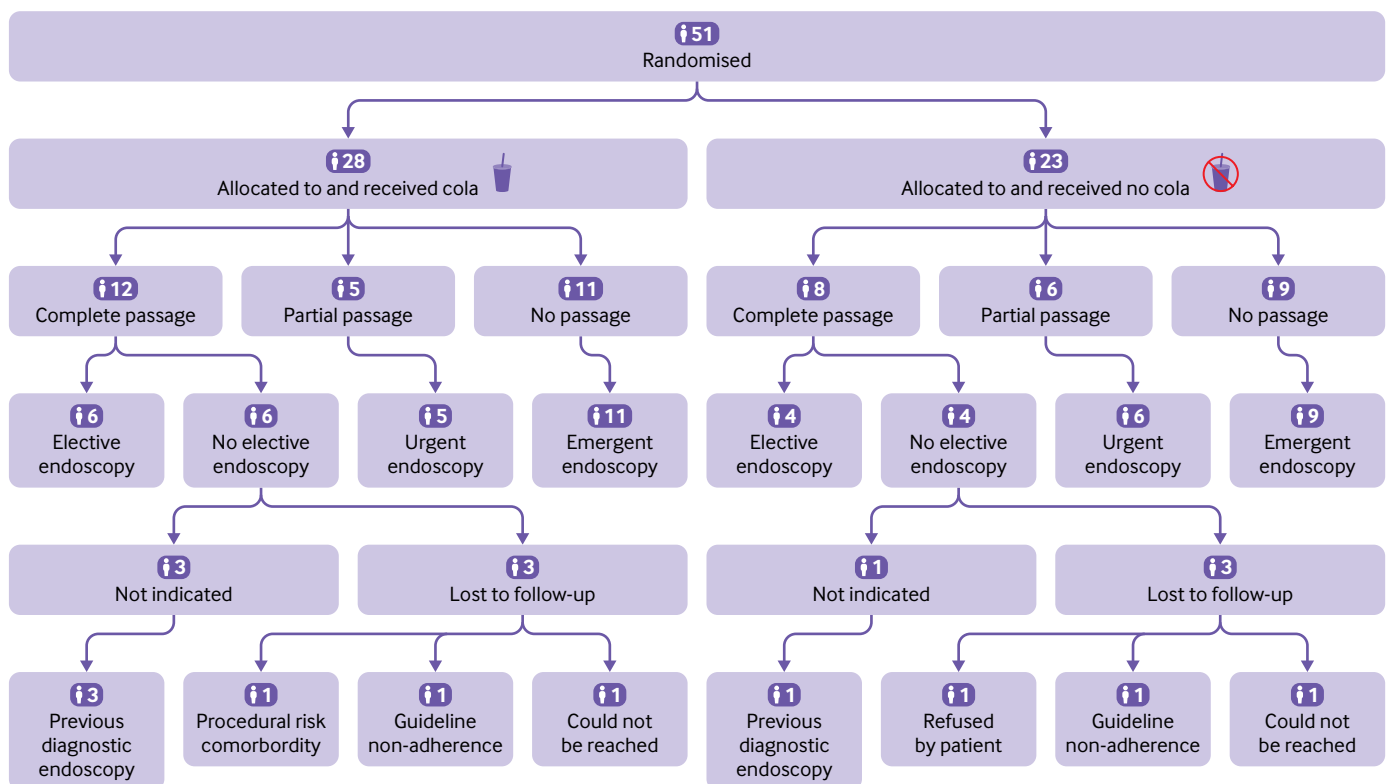 51
Randomised
28
Allocated to and received cola
23
Allocated to and received no cola
12
Complete passage
5
Partial passage
11
No passage
8
Complete passage
6
Partial passage
9
No passage
6
Elective
endoscopy
6
No elective
endoscopy
5
Urgent
endoscopy
11
Emergent
endoscopy
4
Elective
endoscopy
4
No elective
endoscopy
6
Urgent
endoscopy
9
Emergent
endoscopy
3
Not indicated
3
Lost to follow-up
1
Not indicated
3
Lost to follow-up
3
Previous
diagnostic
endoscopy
1
Procedural risk
comorbordity
1
Guideline
non-adherence
1
Could not
be reached
1
Previous
diagnostic
endoscopy
1
Refused
by patient
1
Guideline
non-adherence
1
Could not
be reached